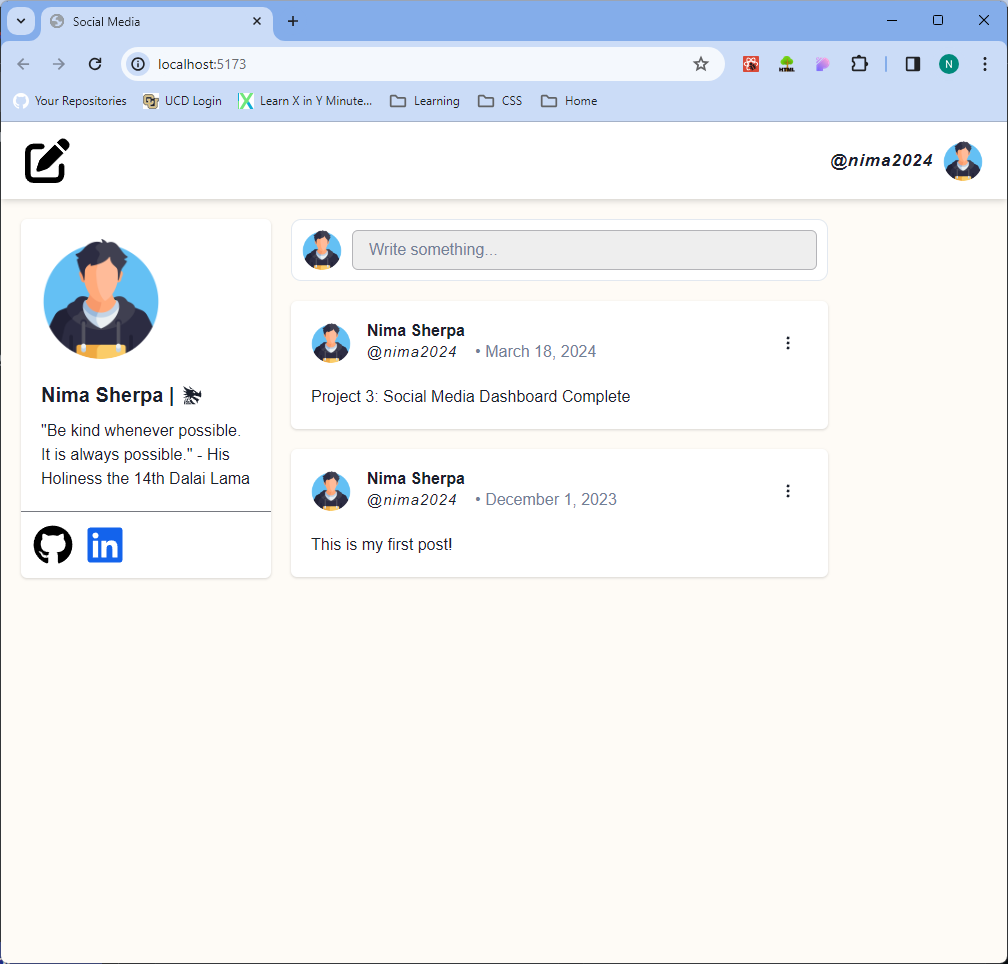 Social Media
localhost:5173
Your Repositories
UCD Login
Learn X in Y Minute...
Learning
CSS
Home
HTML
N
@nima2024
Nima Sherpa |
"Be kind whenever possible.
It is always possible." - His
Holiness the 14th Dalai Lama
in
Write something...
Nima Sherpa
@nima2024 • March 18, 2024
Project 3: Social Media Dashboard Complete
Nima Sherpa
@nima2024 • December 1, 2023
This is my first post!